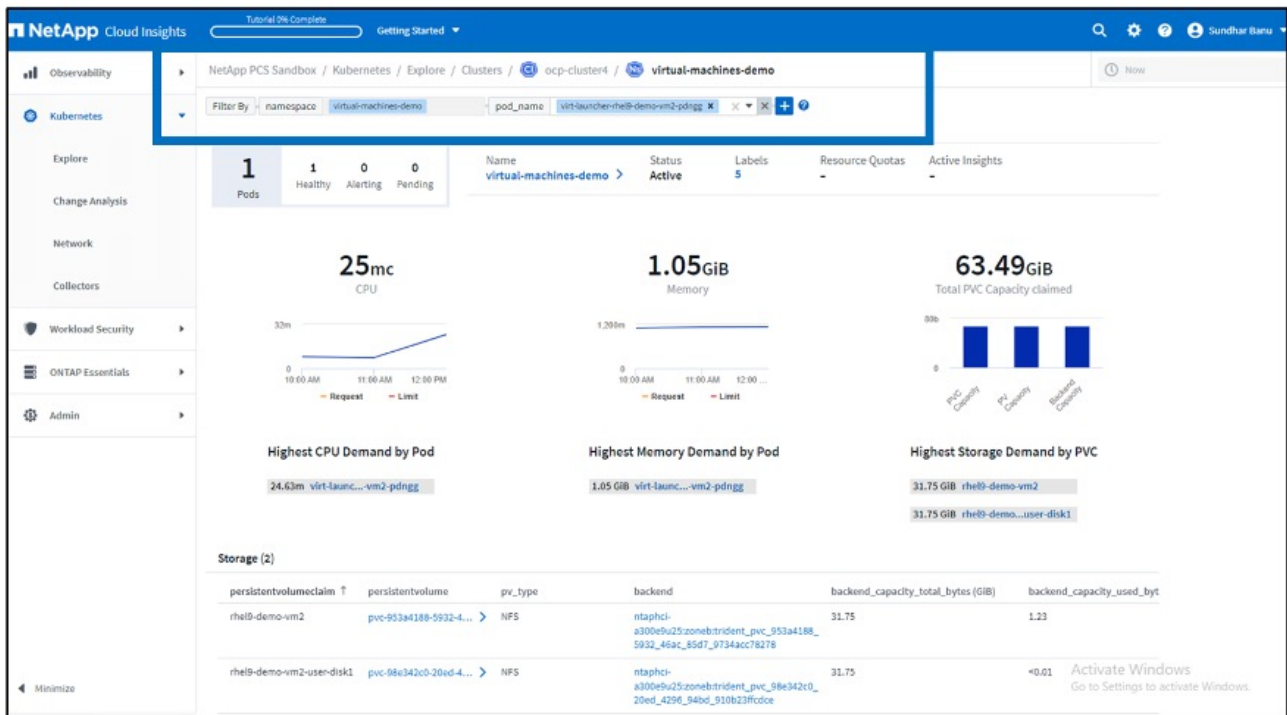 NetApp Cloud Insights
Tutorial 0% Complete
Getting Started
Sundhar Banu
Observability
Kubernetes
Explore
Change Analysis
Network
Collectors
Workload Security
ONTAP Essentials
Admin
Minimize
NetApp PCS Sandbox / Kubernetes / Explore / Clusters / ocp-cluster4 / virtual-machines-demo
Now
Filter By namespace virtual-machines-demo pod_name virt-launcher-rhel9-demo-vm2-pdngg
1
Pods
1 0 0
Healthy Alerting Pending
Name Status Labels Resource Quotas Active Insights
virtual-machines-demo Active 5 - -
25mc
CPU
32m
0
10:00 AM 11:00 AM 12:00 PM
Request Limit
1.05GiB
Memory
1,200m
0
10:00 AM 11:00 AM 12:00 ...
Request Limit
63.49GiB
Total PVC Capacity claimed
0
PVC Capacity
PV Capacity
Backend Capacity
Highest CPU Demand by Pod
24.63m virt-launc...-vm2-pdngg
Highest Memory Demand by Pod
1.05 GiB virt-launc...-vm2-pdngg
Highest Storage Demand by PVC
31.75 GiB rhel9-demo-vm2
31.75 GiB rhel9-demo...user-disk1
Storage (2)
persistentvolumeclaim ↑ persistentvolume pv_type backend backend_capacity_total_bytes (GiB) backend_capacity_used_byt
rhel9-demo-vm2 pvc-953a4188-5932-4... NFS ntaphci- 31.75 1.23
a300e9u25:zoneb:trident_pvc_953a4188_
5932_46ac_85d7_9734acc78278
rhel9-demo-vm2-user-disk1 pvc-98e342c0-20ed-4... NFS ntaphci- 31.75 <0.01
a300e9u25:zoneb:trident_pvc_98e342c0_
20ed_4296_94bd_910b23ffcdce
Activate Windows
Go to Settings to activate Windows.